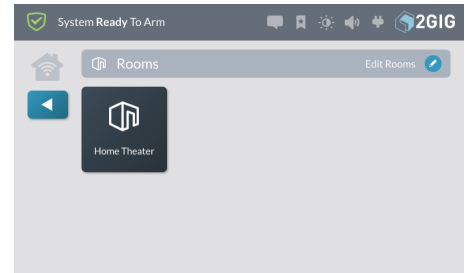 System Ready To Arm
2GIG
Rooms
Edit Rooms
Home Theater